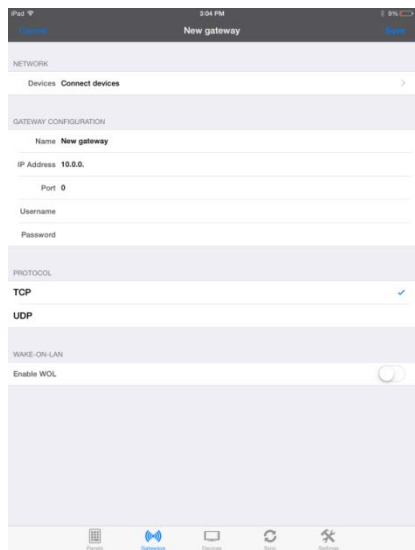 iPad 3:04 PM 9%
Cancel New gateway Save
NETWORK
Devices Connect devices
GATEWAY CONFIGURATION
Name New gateway
IP Address 10.0.0.
Port 0
Username
Password
PROTOCOL
TCP
UDP
WAKE-ON-LAN
Enable WOL
Panels Gateways Devices Sync Settings